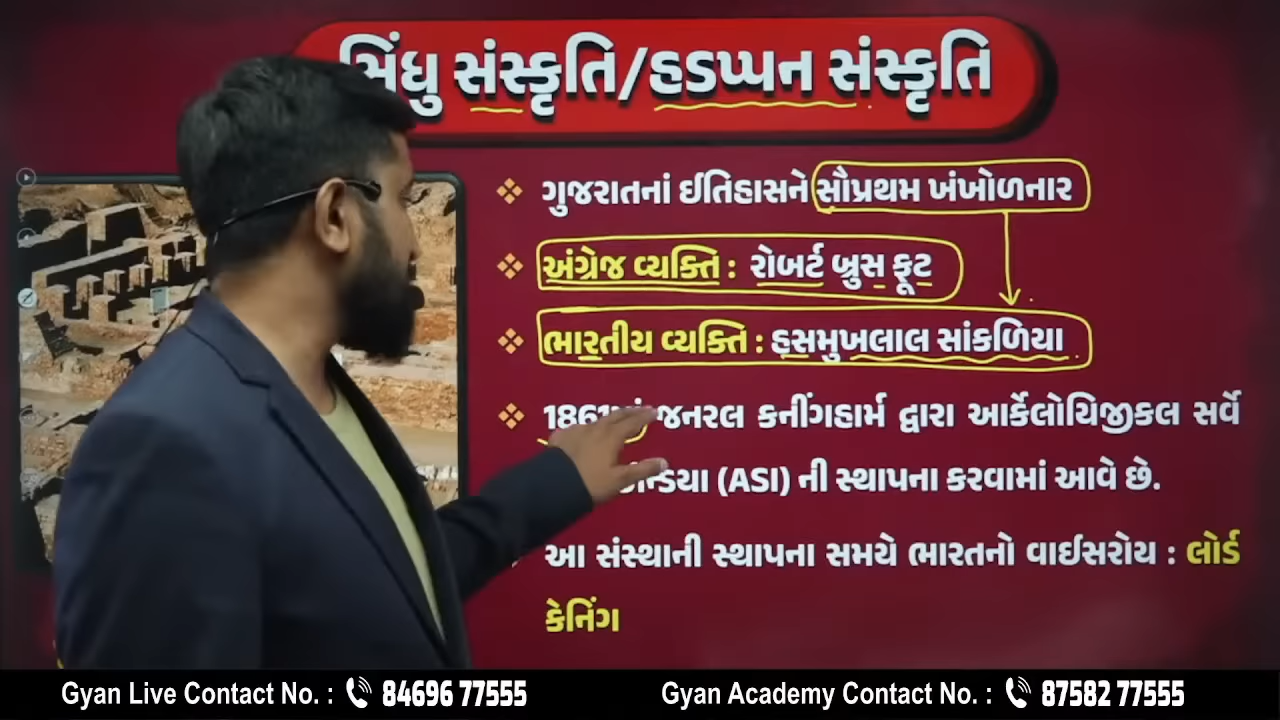 સિંધુ સંસ્કૃતિ/હડપ્પન સંસ્કૃતિ
ગુજરાતનાં ઈતિહાસને સૌપ્રથમ ખંખોળનાર
અંગ્રેજ વ્યક્તિ : રોબર્ટ બ્રુસ ફૂટ
ભારતીય વ્યક્તિ : હસમુખલાલ સાંકળિયા
જનરલ કનીંગહાર્મ દ્વારા આર્કેલોયિજીકલ સર્વે
(ASI) ની સ્થાપના કરવામાં આવે છે.
આ સંસ્થાની સ્થાપના સમયે ભારતનો વાઈસરોય : લોર્ડ
કેનિંગ
Gyan Live Contact No. : 84696 77555
Gyan Academy Contact No. : 87582 77555